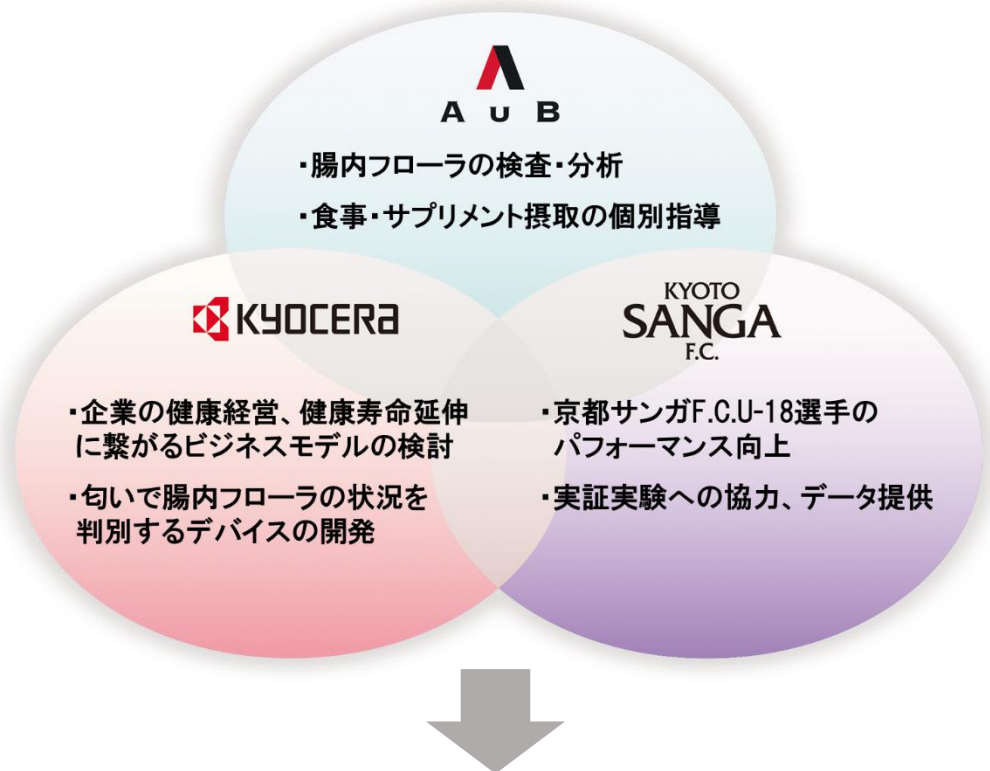 AuB
・腸内フローラの検査・分析
・食事・サプリメント摂取の個別指導
KYOCERA
・企業の健康経営、健康寿命延伸
に繋がるビジネスモデルの検討
・匂いで腸内フローラの状況を
判別するデバイスの開発
KYOTO
SANGA
F.C.
・京都サンガF.C.U-18選手の
パフォーマンス向上
・実証実験への協力、データ提供